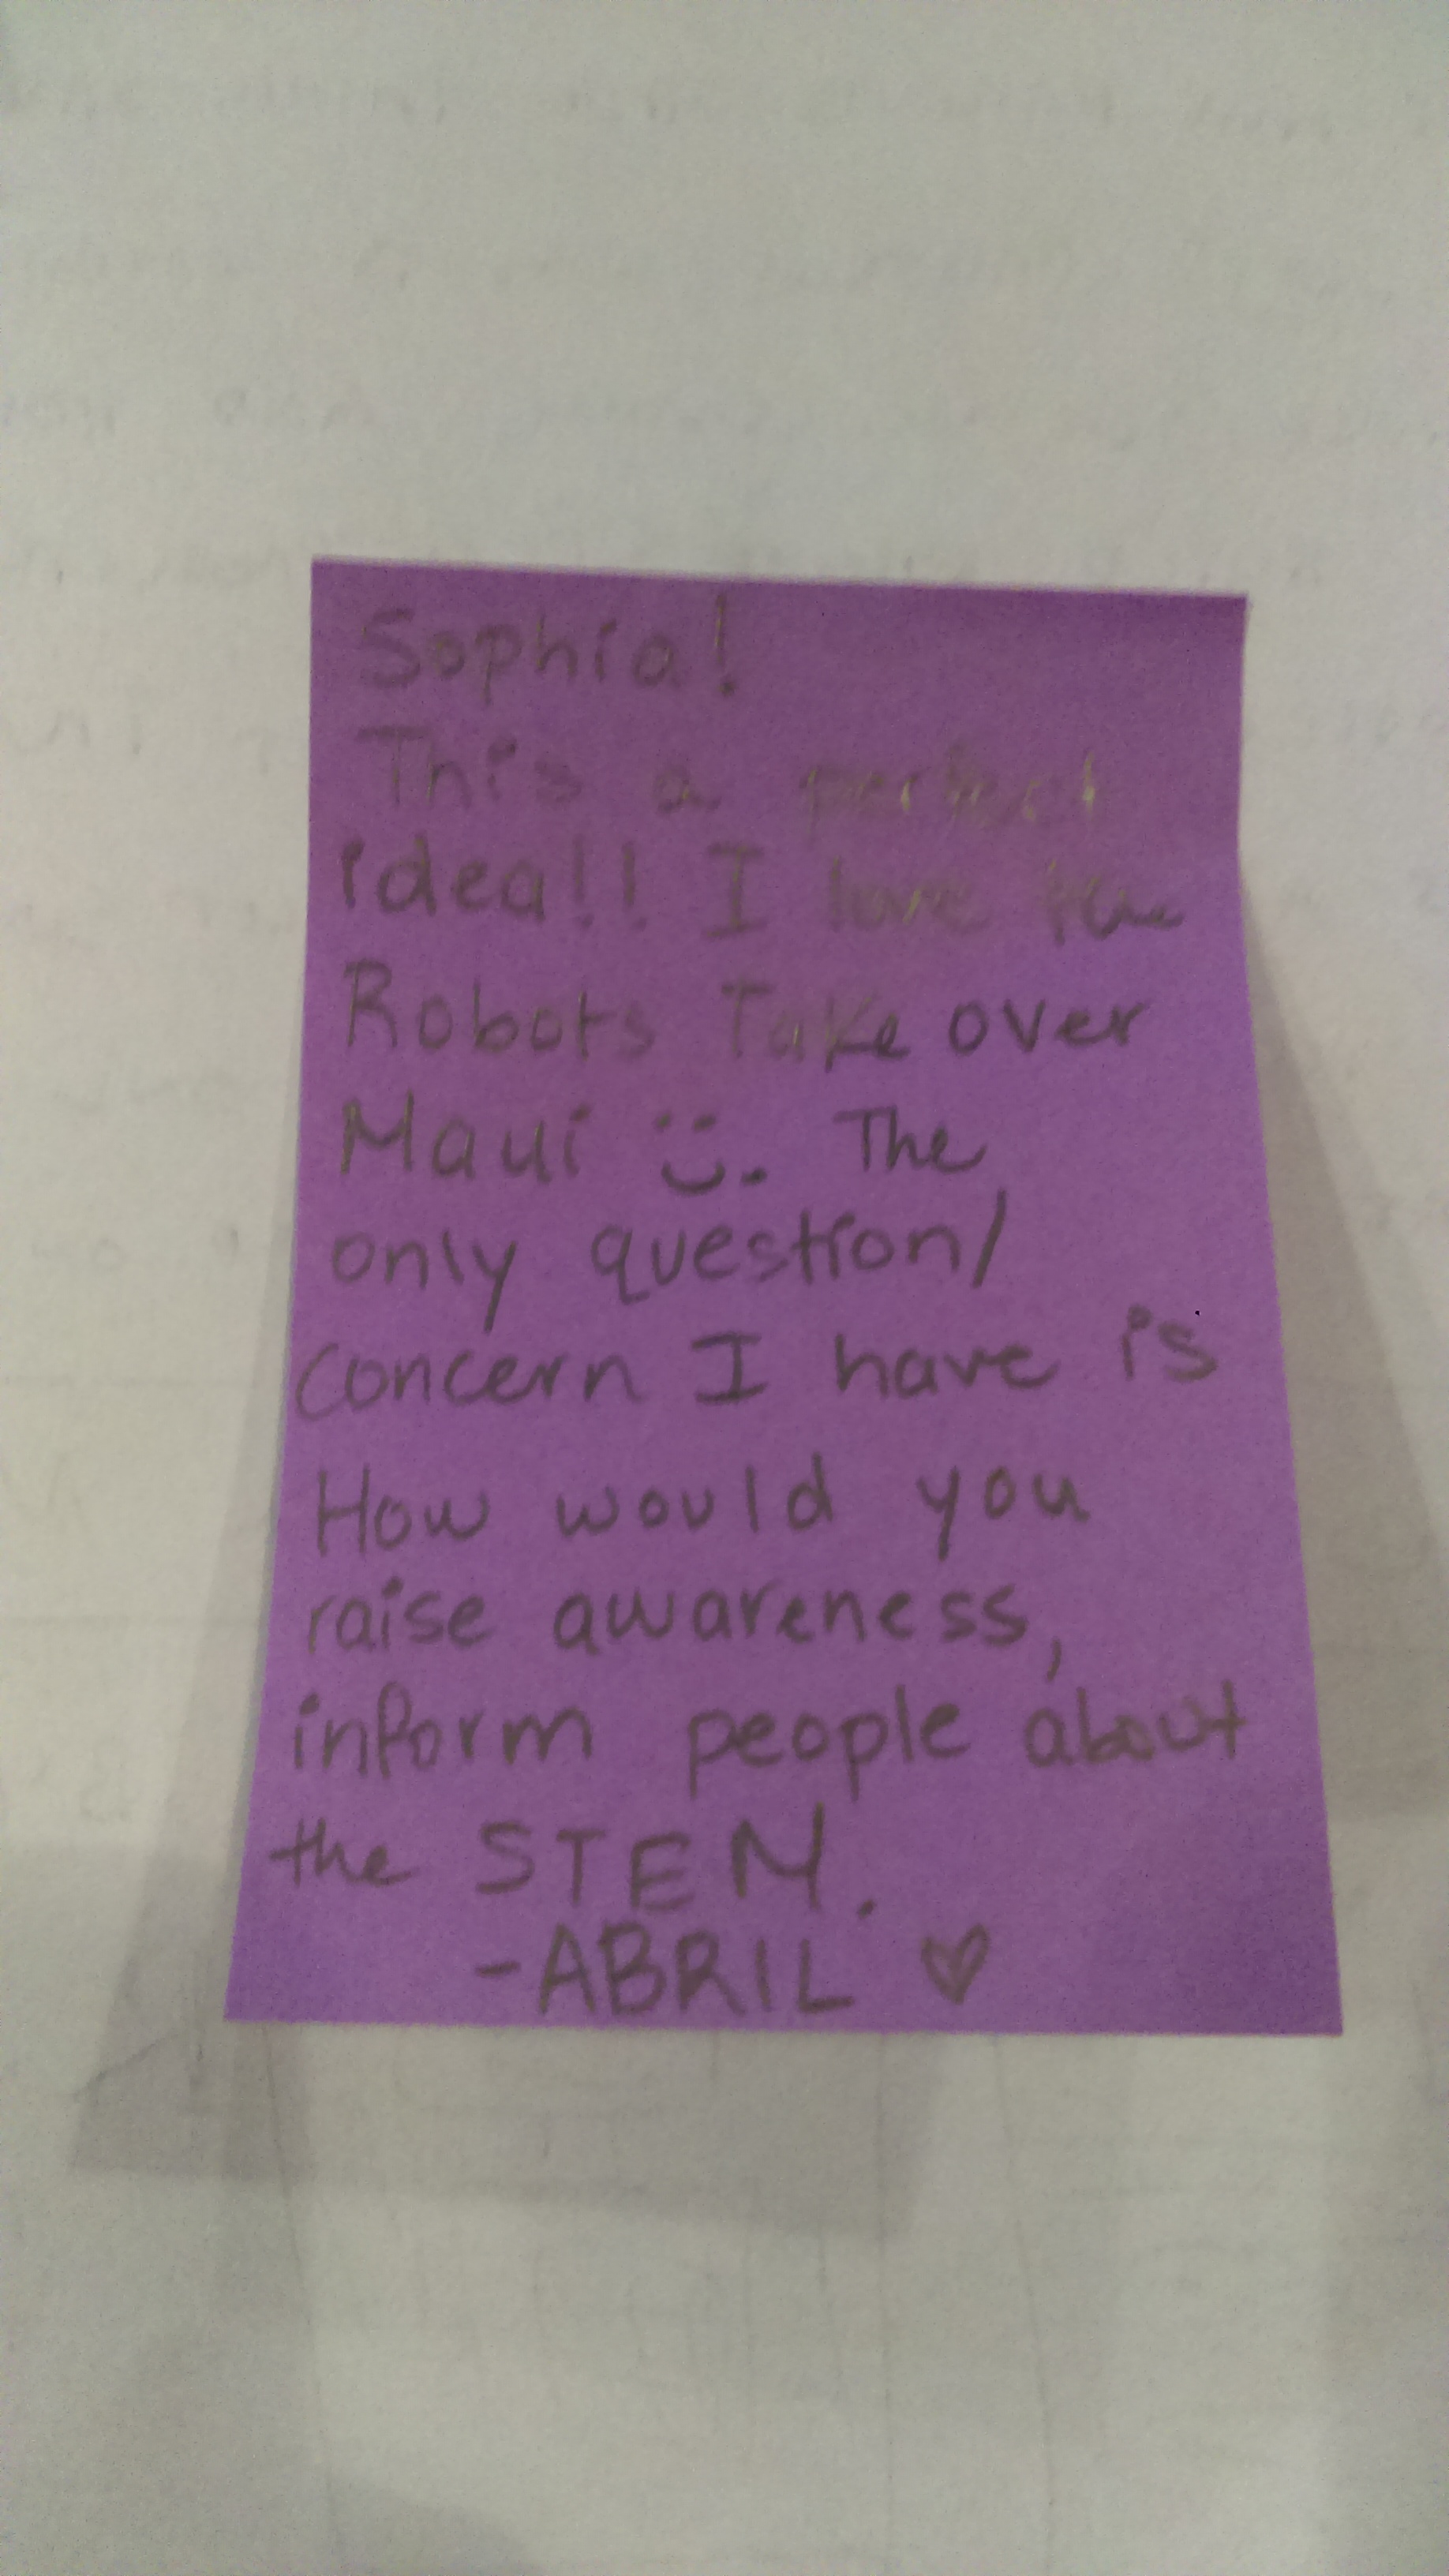 Sophia!
This a perfect
idea!! I love the
Robots Take over
Maui :). The
only question/
concern I have is
How would you
raise awareness,
inform people about
the STEM.
-ABRIL ♡